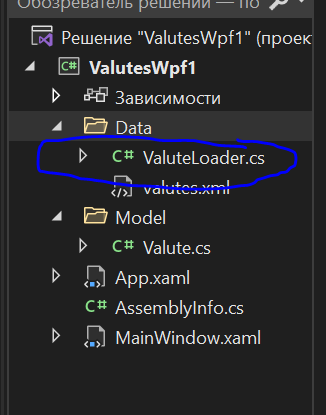 Обозреватель решений — по
Решение "ValutesWpf1" (проек
C# ValutesWpf1
Зависимости
Data
C# ValuteLoader.cs
valutes.xml
Model
C# Valute.cs
App.xaml
C# AssemblyInfo.cs
MainWindow.xaml